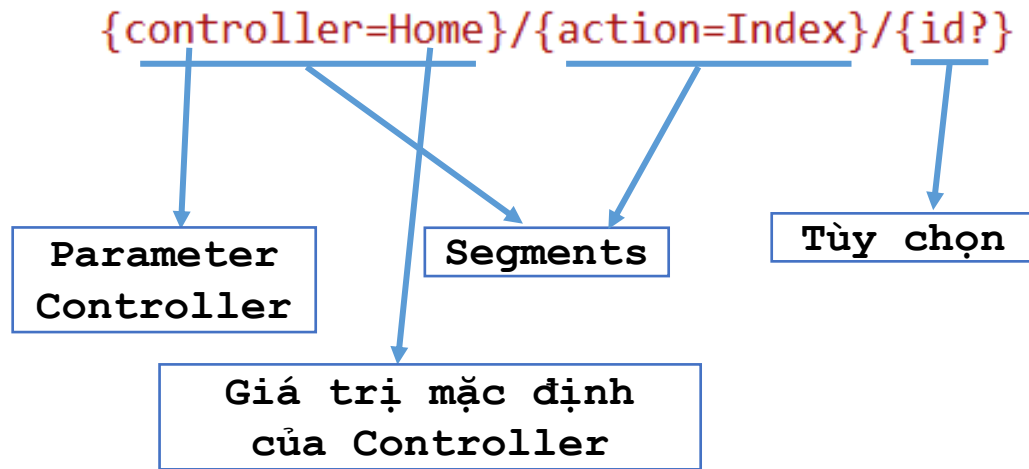 {controller=Home}/{action=Index}/{id?}
Parameter
Controller
Segments
Tùy chọn
Giá trị mặc định
của Controller